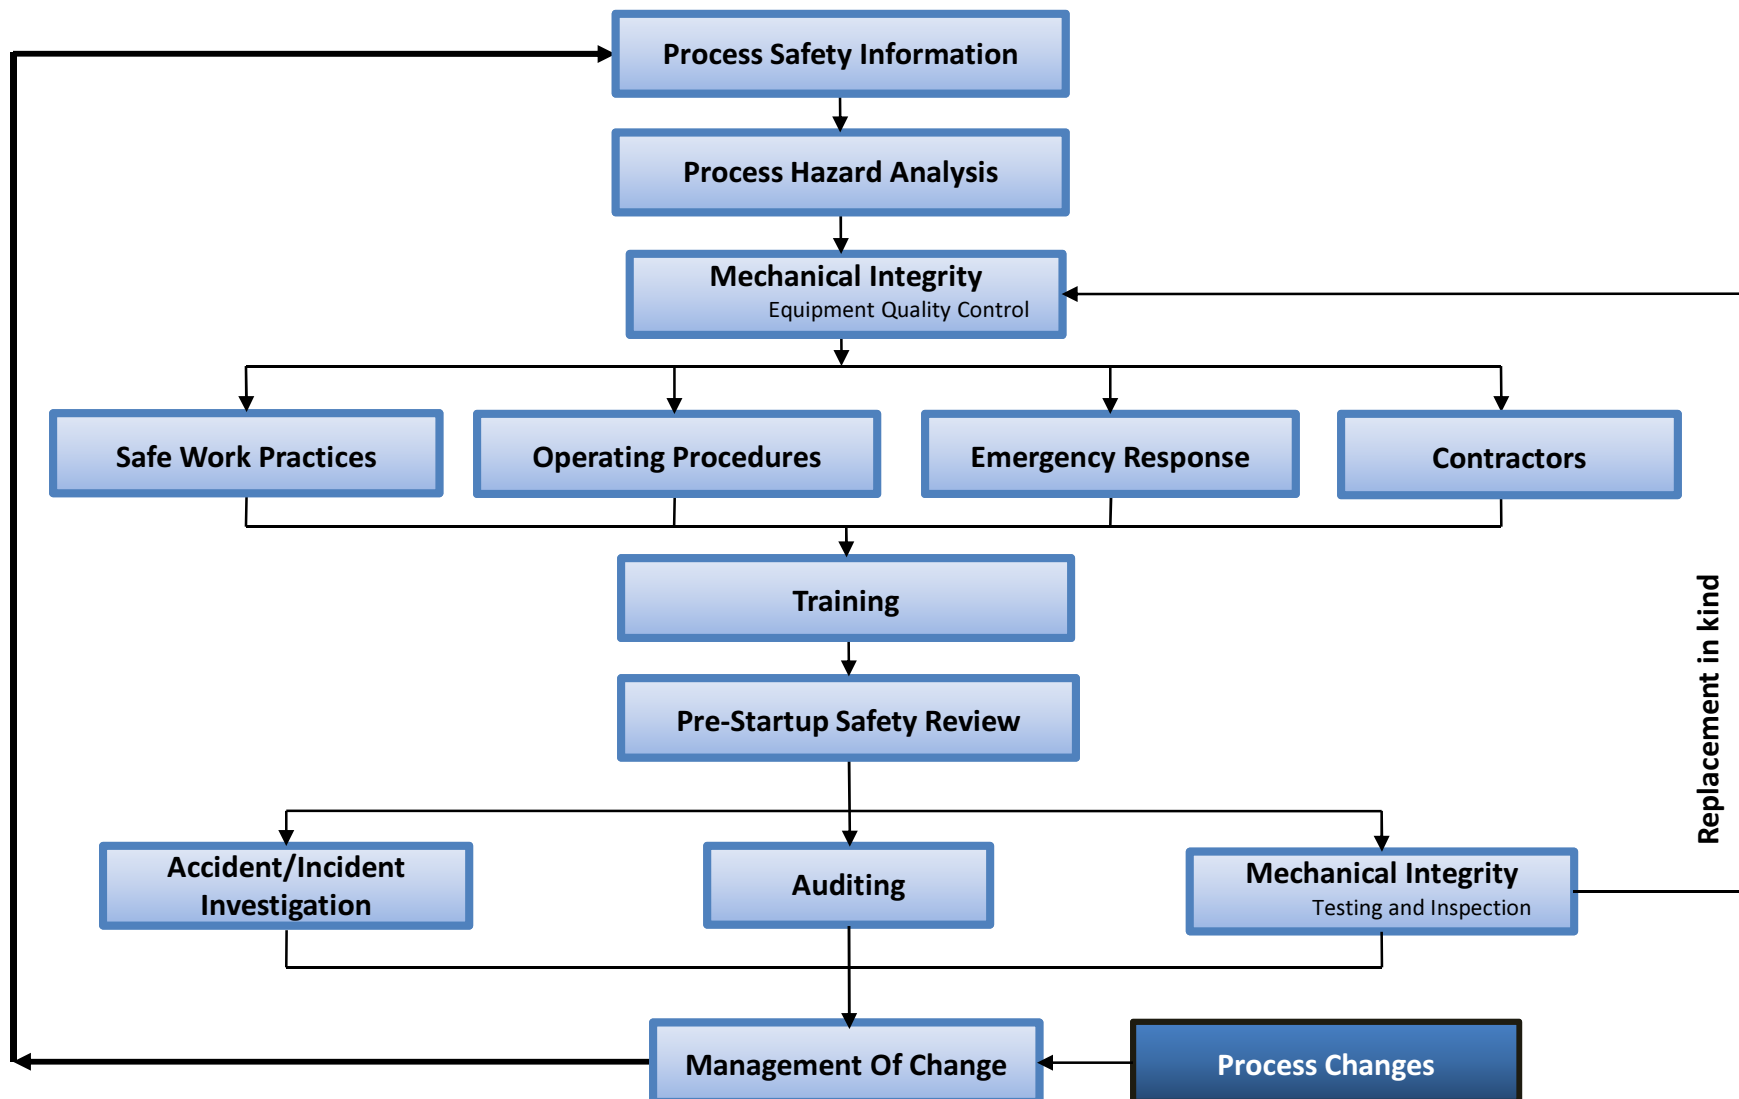 Process Safety Information
Process Hazard Analysis
Mechanical Integrity
Equipment Quality Control
Safe Work Practices
Operating Procedures
Emergency Response
Contractors
Training
Replacement in kind
Pre-Startup Safety Review
Accident/Incident
Investigation
Auditing
Mechanical Integrity
Testing and Inspection
Management Of Change
Process Changes